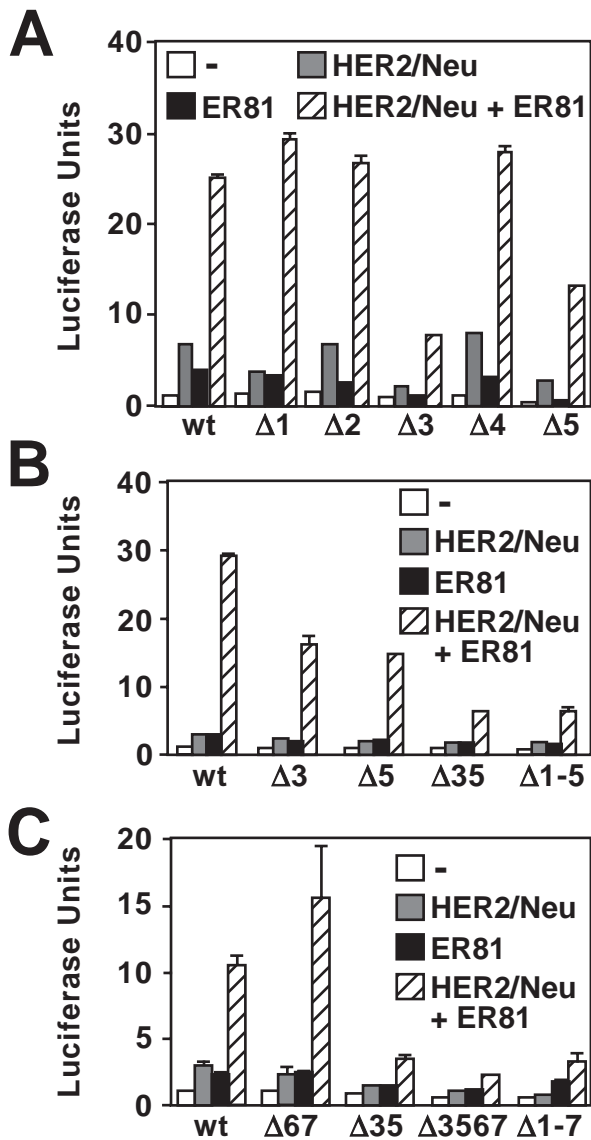 A
40
30
20
10
0
Luciferase Units
- HER2/Neu
ER81 HER2/Neu + ER81
wt Δ1 Δ2 Δ3 Δ4 Δ5
B
40
30
20
10
0
Luciferase Units
-
HER2/Neu
ER81
HER2/Neu
+ ER81
wt Δ3 Δ5 Δ35 Δ1-5
C
20
15
10
5
0
Luciferase Units
-
HER2/Neu
ER81
HER2/Neu
+ ER81
wt Δ67 Δ35 Δ3567 Δ1-7